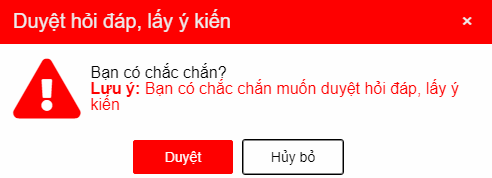 Duyệt hỏi đáp, lấy ý kiến ×
Bạn có chắc chắn?
Lưu ý: Bạn có chắc chắn muốn duyệt hỏi đáp, lấy ý
kiến
Duyệt Hủy bỏ